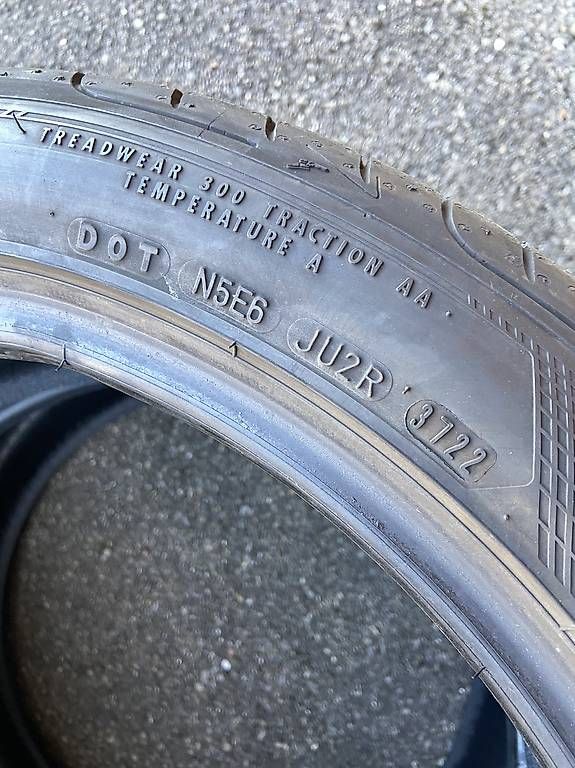 TREADWEAR 300 TRACTION AA
TEMPERATURE A
DOT N5E6 JU2R 3722